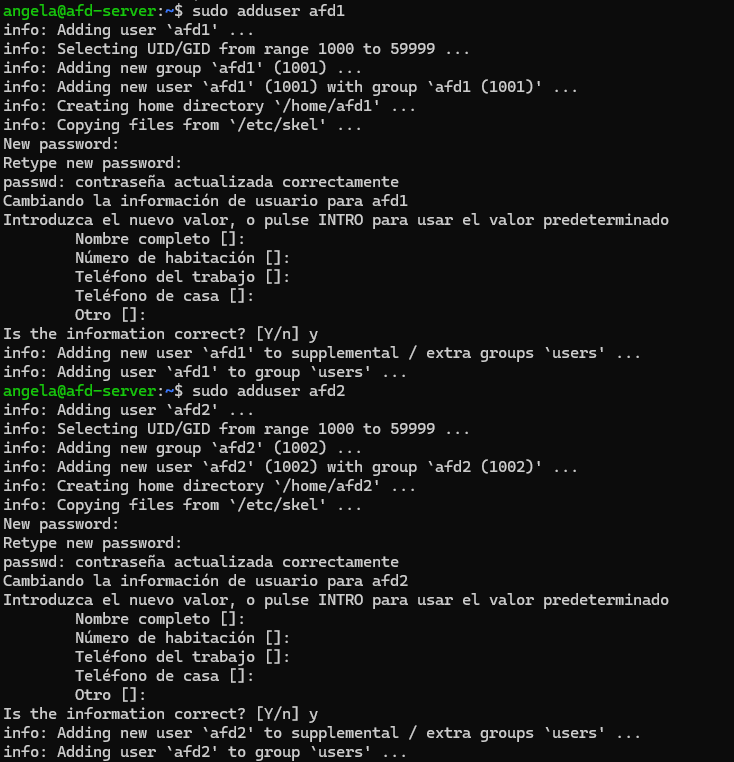 angela@afd-server:~$ sudo adduser afd1
info: Adding user `afd1' ...
info: Selecting UID/GID from range 1000 to 59999 ...
info: Adding new group `afd1' (1001) ...
info: Adding new user `afd1' (1001) with group `afd1 (1001)' ...
info: Creating home directory `/home/afd1' ...
info: Copying files from `/etc/skel' ...
New password:
Retype new password:
passwd: contraseña actualizada correctamente
Cambiando la información de usuario para afd1
Introduzca el nuevo valor, o pulse INTRO para usar el valor predeterminado
        Nombre completo []:
        Número de habitación []:
        Teléfono del trabajo []:
        Teléfono de casa []:
        Otro []:
Is the information correct? [Y/n] y
info: Adding new user `afd1' to supplemental / extra groups `users' ...
info: Adding user `afd1' to group `users' ...
angela@afd-server:~$ sudo adduser afd2
info: Adding user `afd2' ...
info: Selecting UID/GID from range 1000 to 59999 ...
info: Adding new group `afd2' (1002) ...
info: Adding new user `afd2' (1002) with group `afd2 (1002)' ...
info: Creating home directory `/home/afd2' ...
info: Copying files from `/etc/skel' ...
New password:
Retype new password:
passwd: contraseña actualizada correctamente
Cambiando la información de usuario para afd2
Introduzca el nuevo valor, o pulse INTRO para usar el valor predeterminado
        Nombre completo []:
        Número de habitación []:
        Teléfono del trabajo []:
        Teléfono de casa []:
        Otro []:
Is the information correct? [Y/n] y
info: Adding new user `afd2' to supplemental / extra groups `users' ...
info: Adding user `afd2' to group `users' ...